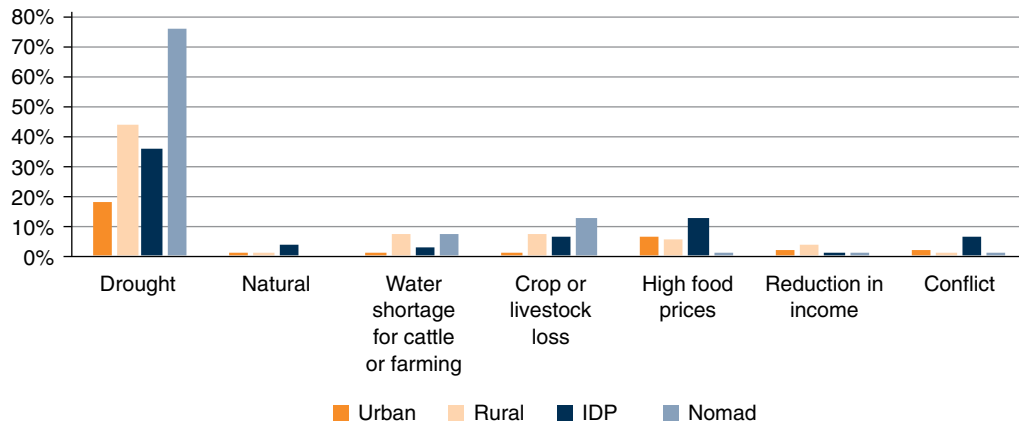 80%
70%
60%
50%
40%
30%
20%
10%
0%
Drought
Natural
Water
shortage
for cattle
or farming
Crop or
livestock
loss
High food
prices
Reduction in
income
Conflict
Urban Rural IDP Nomad